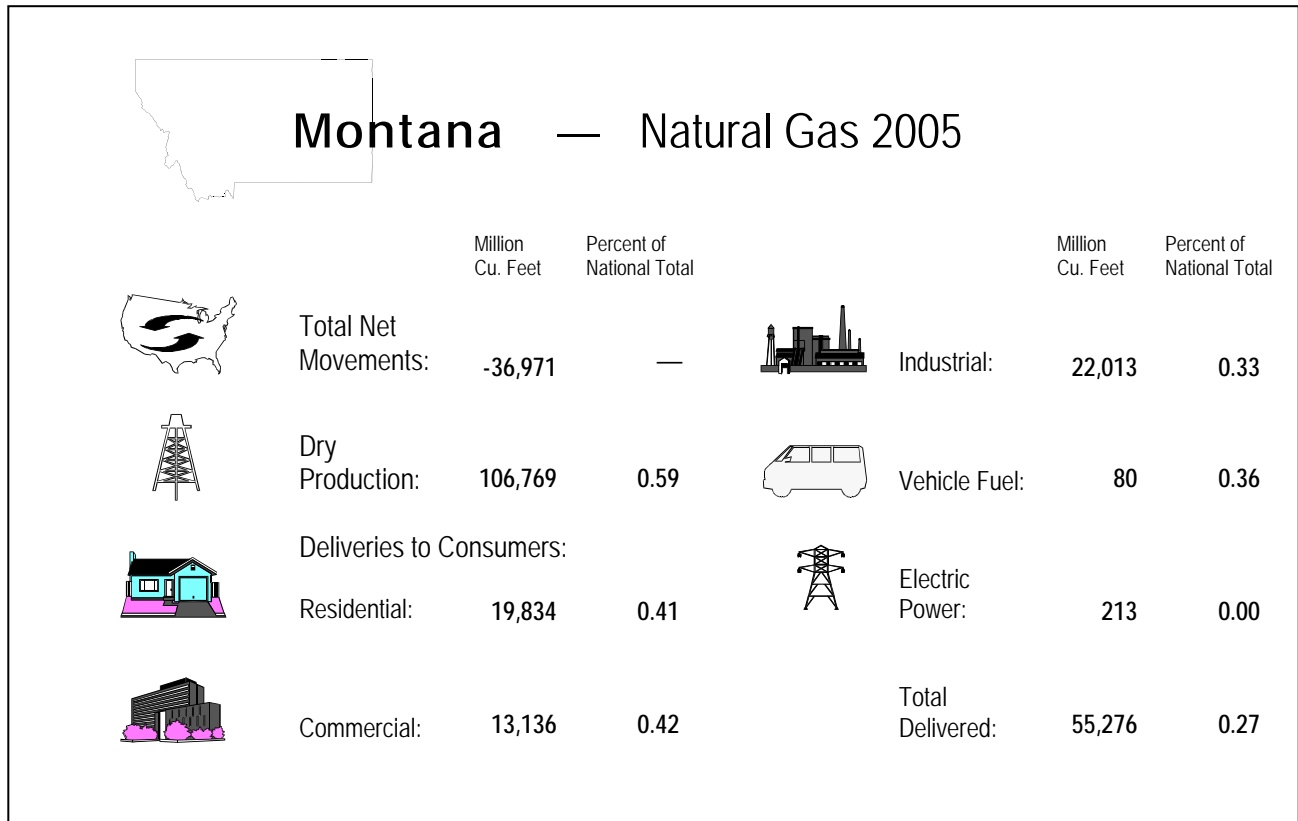 Montana — Natural Gas 2005
Million Cu. Feet
Percent of National Total
Total Net
Movements: -36,971 —
Dry
Production: 106,769 0.59
Deliveries to Consumers:
Residential: 19,834 0.41
Commercial: 13,136 0.42
Million Cu. Feet
Percent of National Total
Industrial: 22,013 0.33
Vehicle Fuel: 80 0.36
Electric
Power: 213 0.00
Total
Delivered: 55,276 0.27